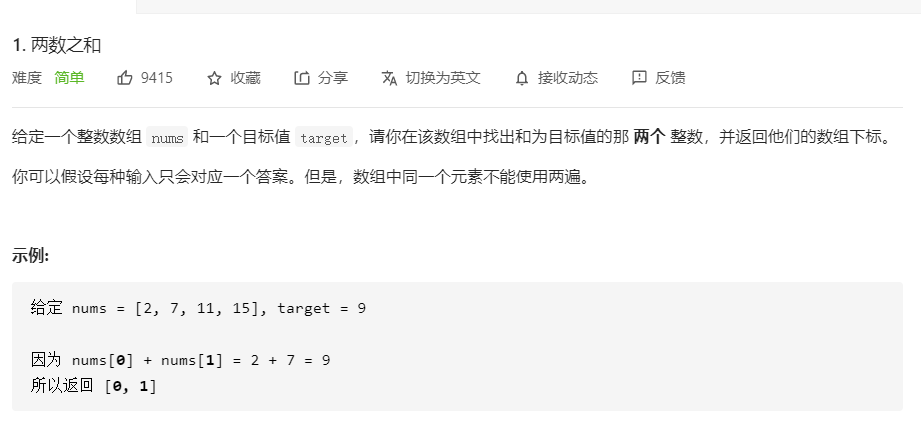 1. 两数之和
难度 简单 9415 收藏 分享 切换为英文 接收动态 反馈
给定一个整数数组 nums 和一个目标值 target，请你在该数组中找出和为目标值的那 两个 整数，并返回他们的数组下标。
你可以假设每种输入只会对应一个答案。但是，数组中同一个元素不能使用两遍。
示例:
给定 nums = [2, 7, 11, 15], target = 9
因为 nums[0] + nums[1] = 2 + 7 = 9
所以返回 [0, 1]